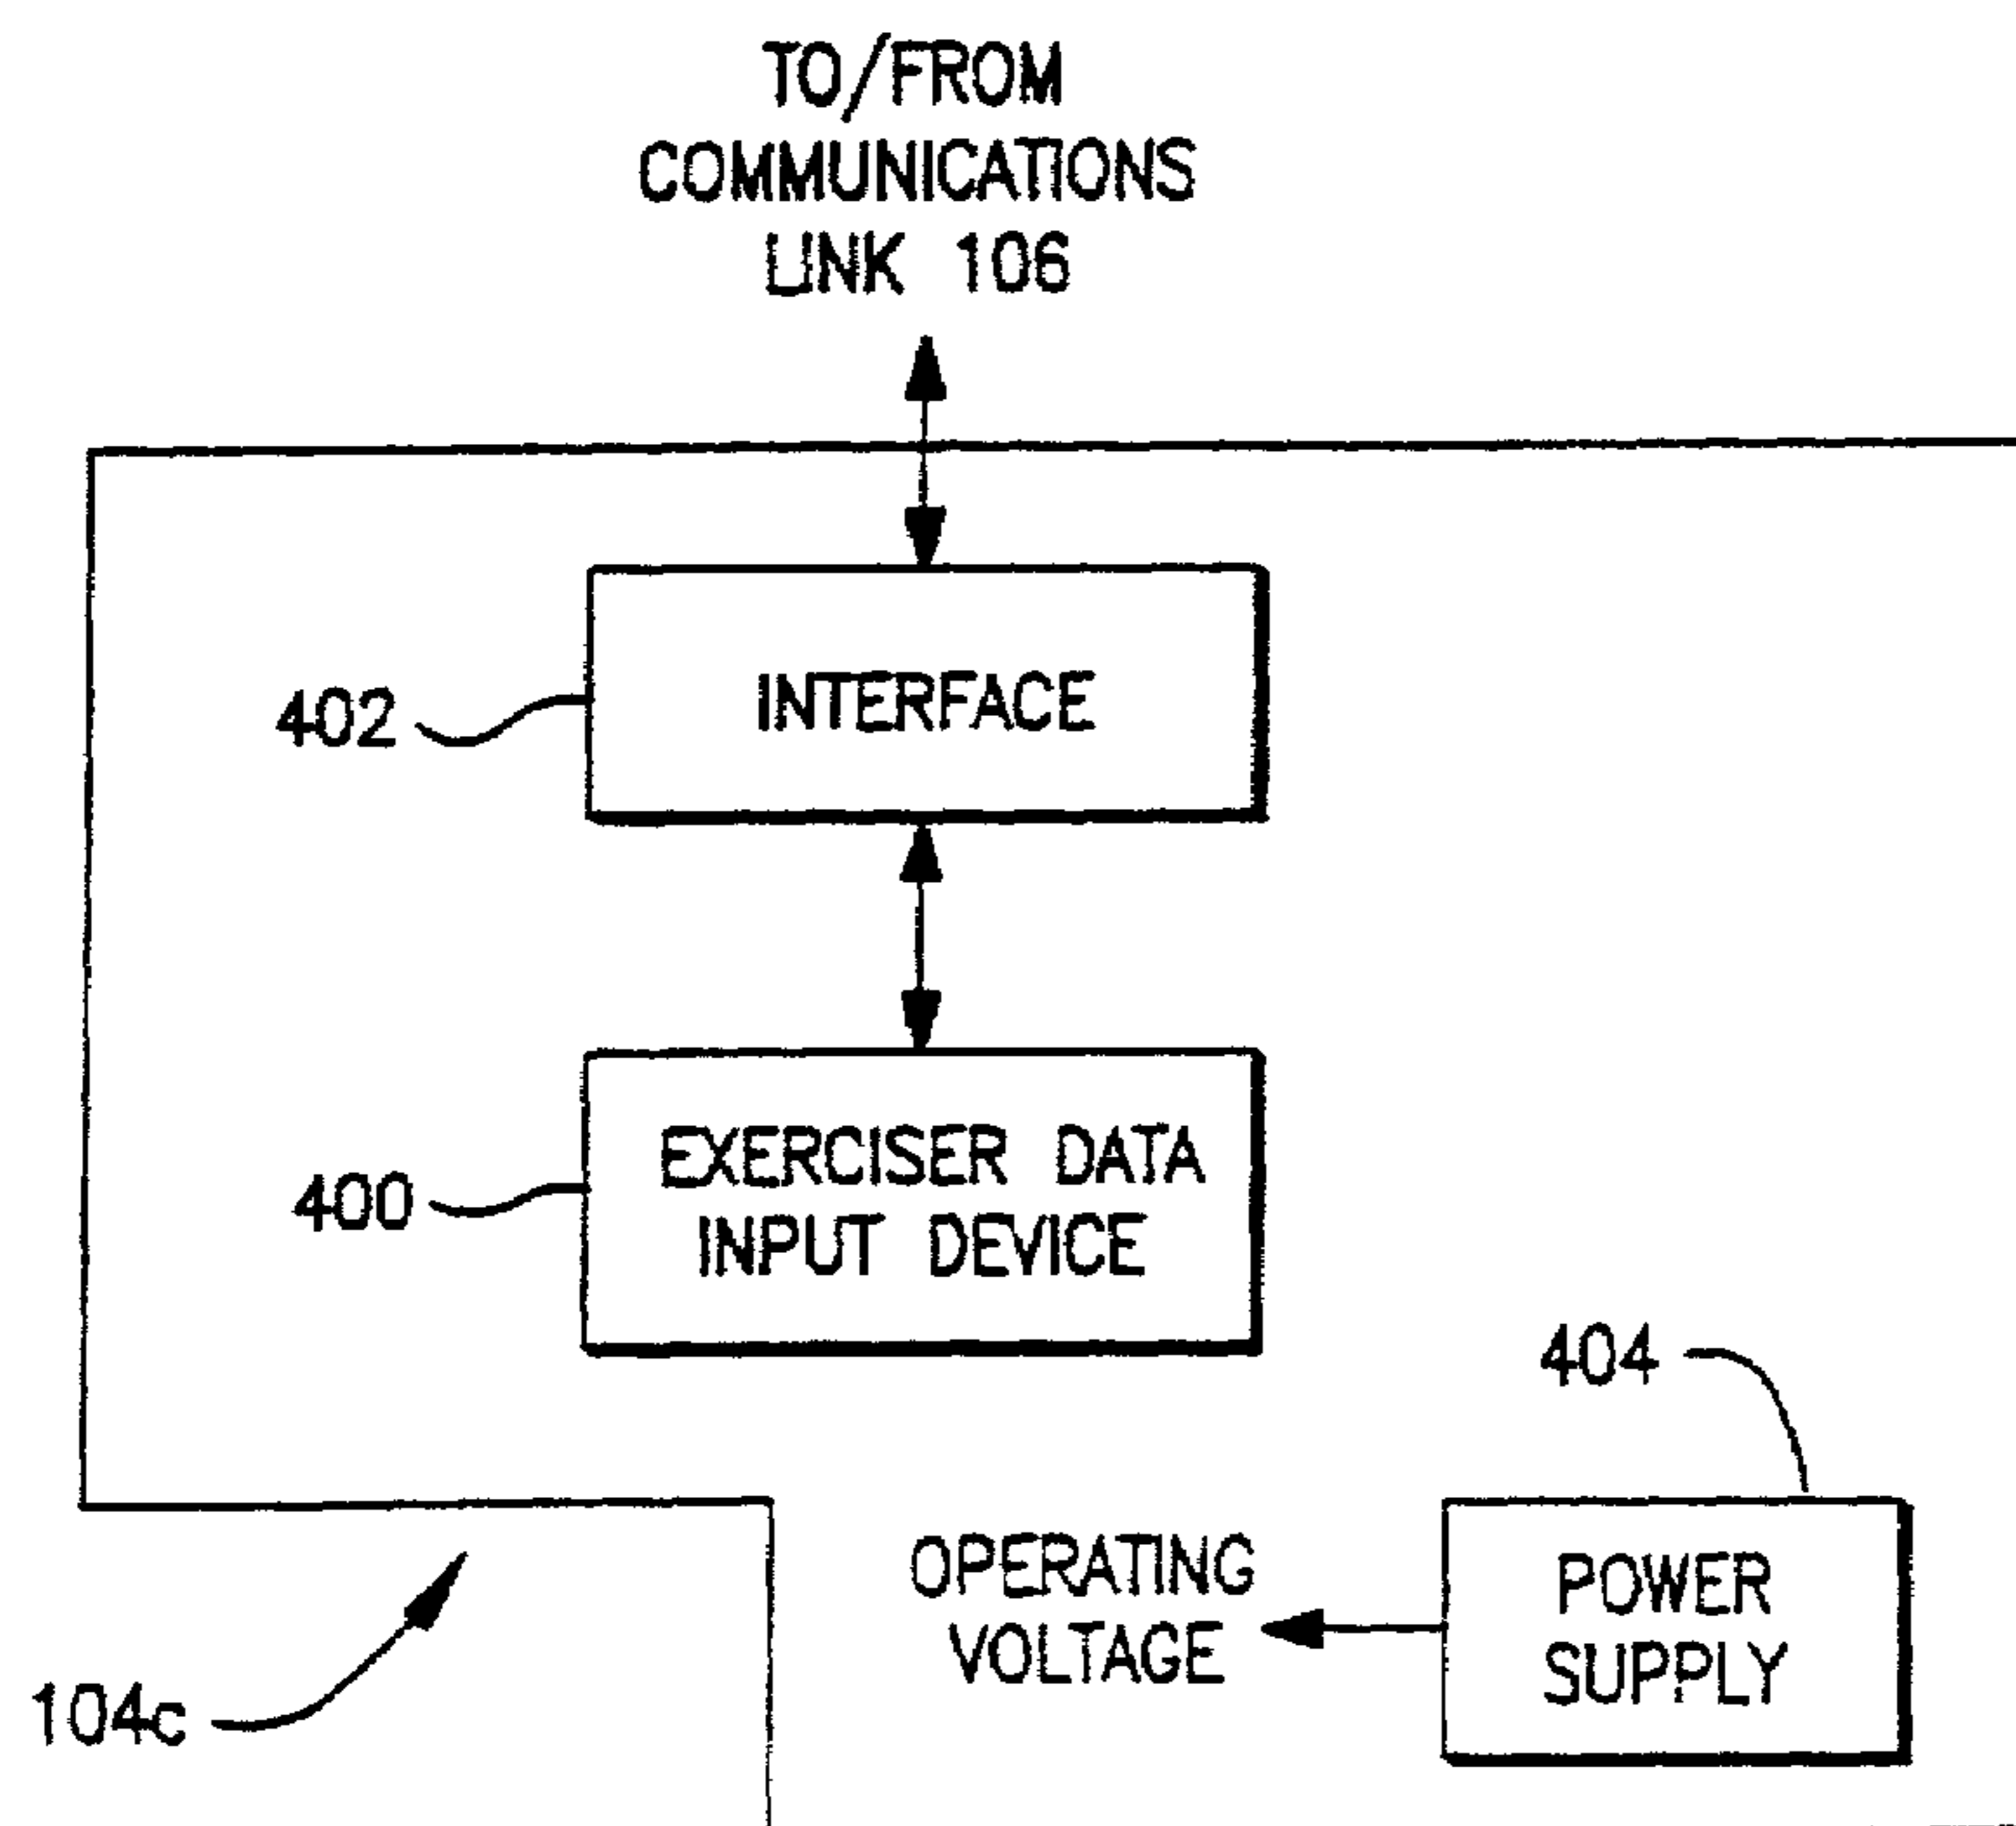 TO/FROM
COMMUNICATIONS
LINK 106
402
INTERFACE
400
EXERCISER DATA
INPUT DEVICE
404
OPERATING
VOLTAGE
POWER
SUPPLY
104c